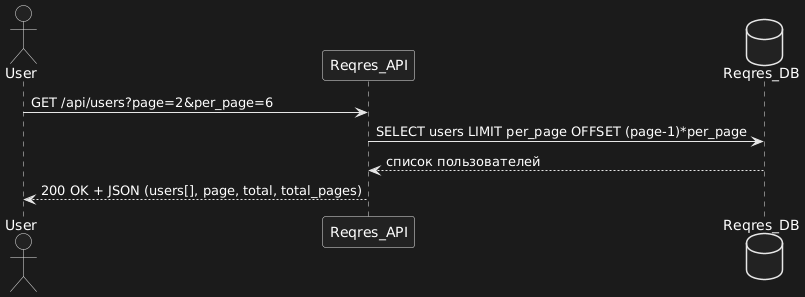 User
Reqres_API
Reqres_DB
GET /api/users?page=2&per_page=6
SELECT users LIMIT per_page OFFSET (page-1)*per_page
список пользователей
200 OK + JSON (users[], page, total, total_pages)
User
Reqres_API
Reqres_DB